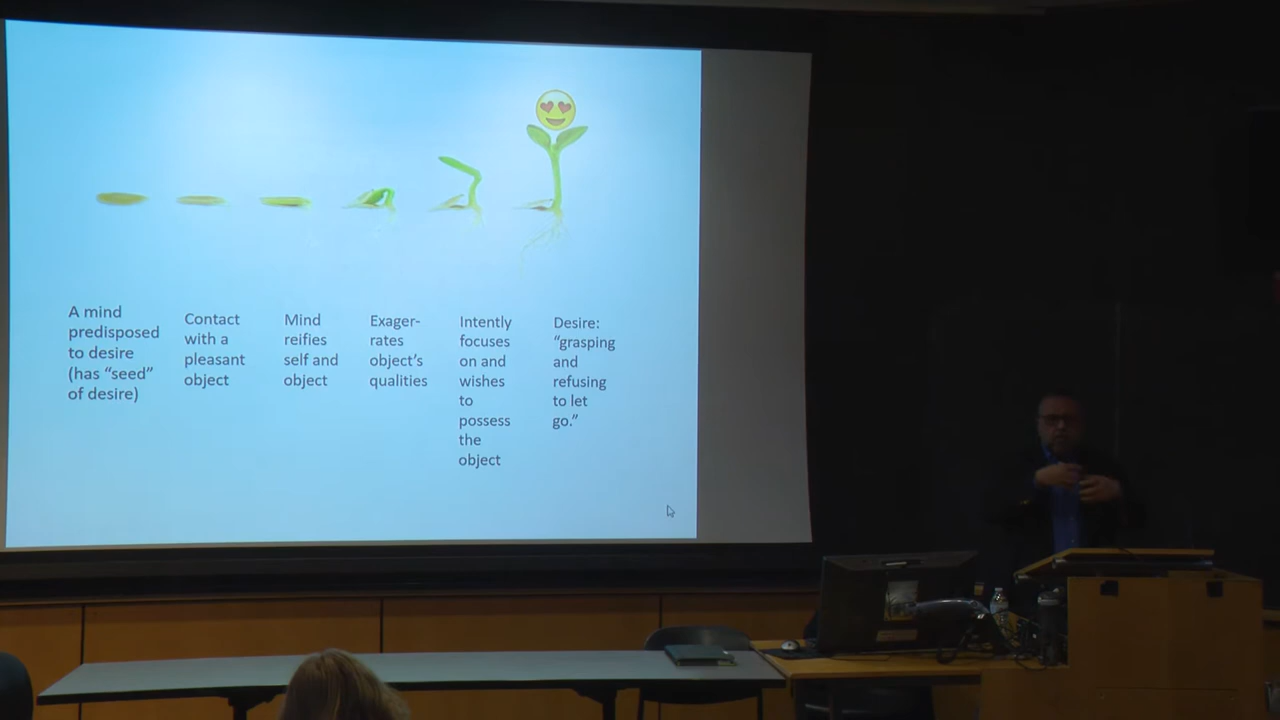 A mind
predisposed
to desire
(has “seed”
of desire)
Contact
with a
pleasant
object
Mind
reifies
self and
object
Exager-
rates
object’s
qualities
Intently
focuses
on and
wishes
to
possess
the
object
Desire:
“grasping
and
refusing
to let
go.”